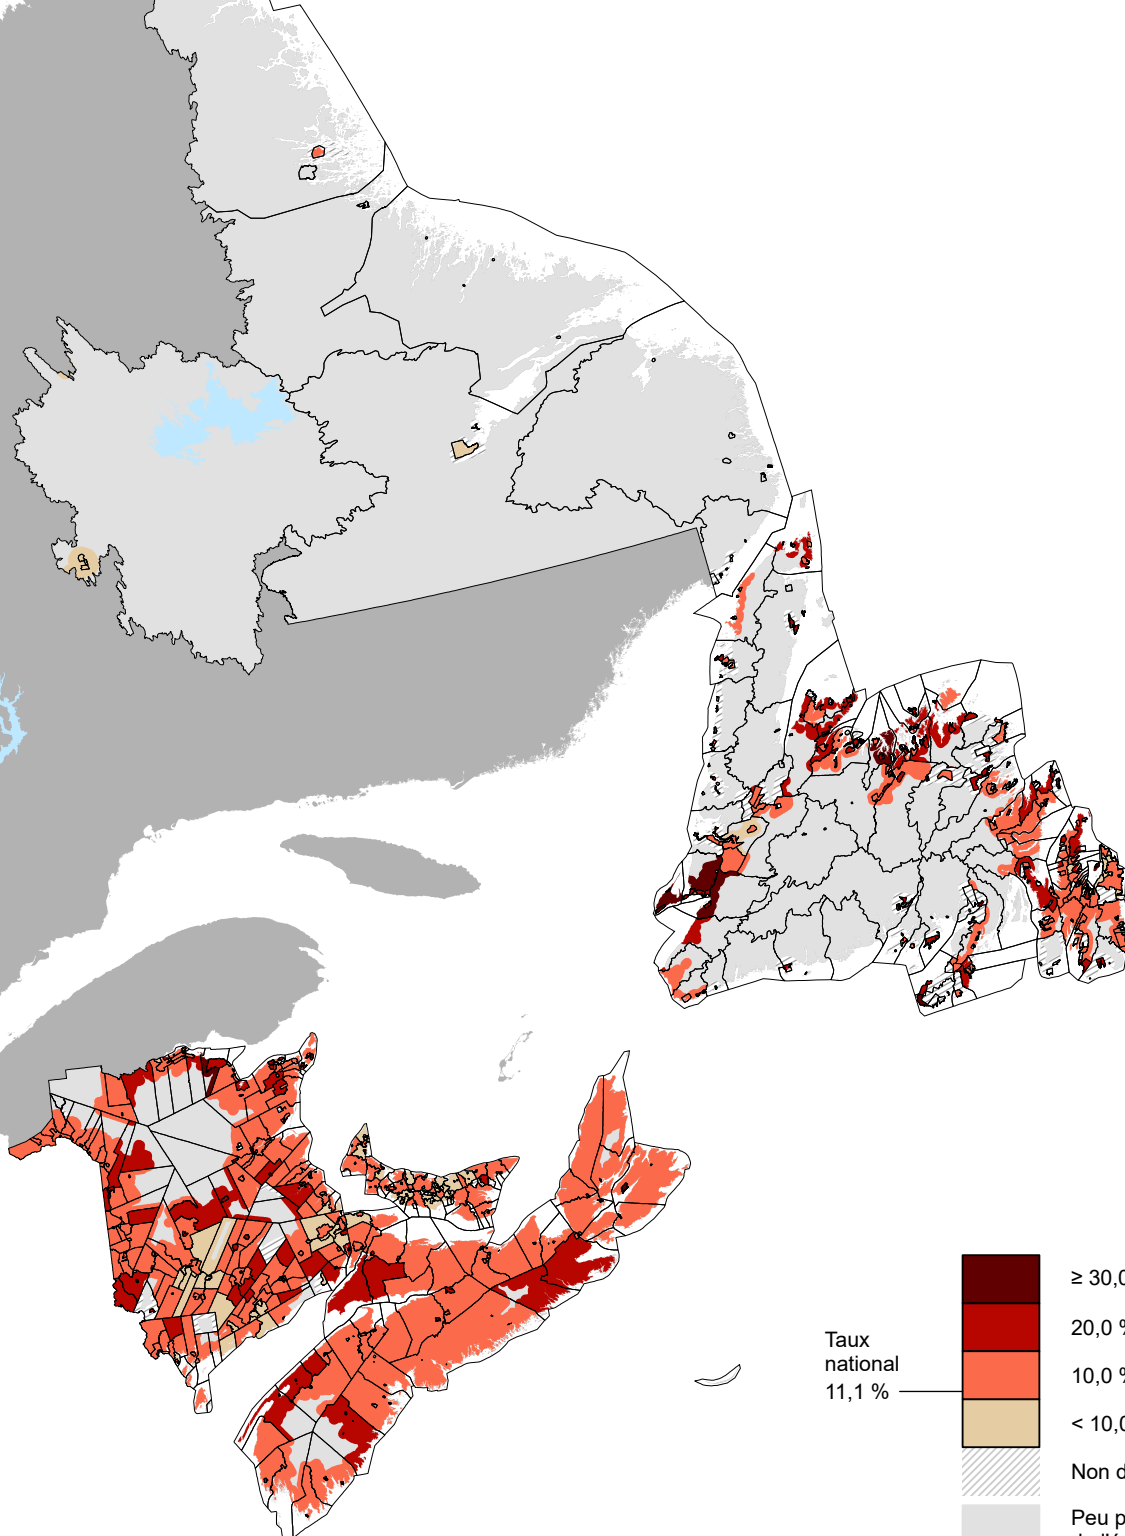 Taux
national
11,1 %
≥ 30,0
20,0 %
10,0 %
< 10,0
Non d
Peu p